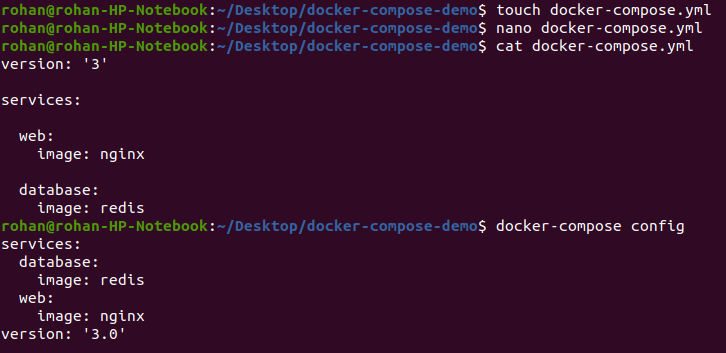 rohan@rohan-HP-Notebook:~/Desktop/docker-compose-demo$ touch docker-compose.yml
rohan@rohan-HP-Notebook:~/Desktop/docker-compose-demo$ nano docker-compose.yml
rohan@rohan-HP-Notebook:~/Desktop/docker-compose-demo$ cat docker-compose.yml
version: '3'

services:

  web:
    image: nginx

  database:
    image: redis
rohan@rohan-HP-Notebook:~/Desktop/docker-compose-demo$ docker-compose config
services:
  database:
    image: redis
  web:
    image: nginx
version: '3.0'